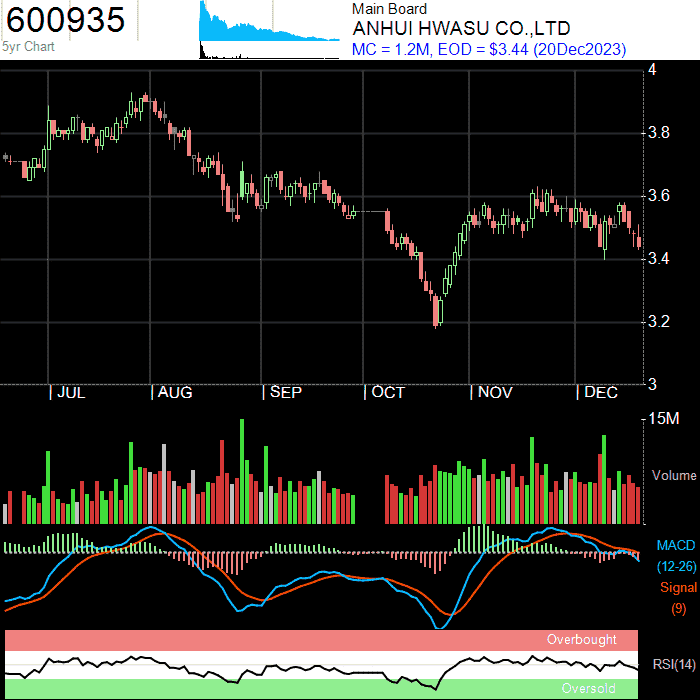 600935
5yr Chart
Main Board
ANHUI HWASU CO.,LTD
MC = 1.2M, EOD = $3.44 (20Dec2023)
4
3.8
3.6
3.4
3.2
3
JUL AUG SEP OCT NOV DEC
15M
Volume
MACD
(12-26)
Signal
(9)
Overbought
RSI(14)
Oversold